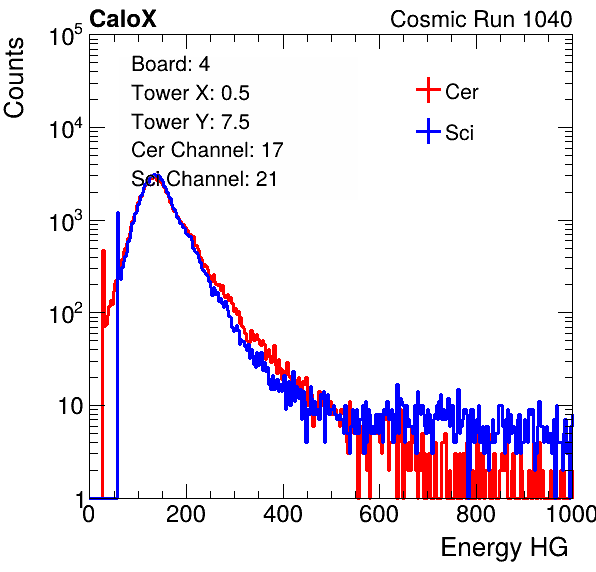 CaloX Cosmic Run 1040
Counts
Board: 4
Tower X: 0.5
Tower Y: 7.5
Cer Channel: 17
Sci Channel: 21
Cer
Sci
10^5
10^4
10^3
10^2
10
1
0 200 400 600 800 1000
Energy HG